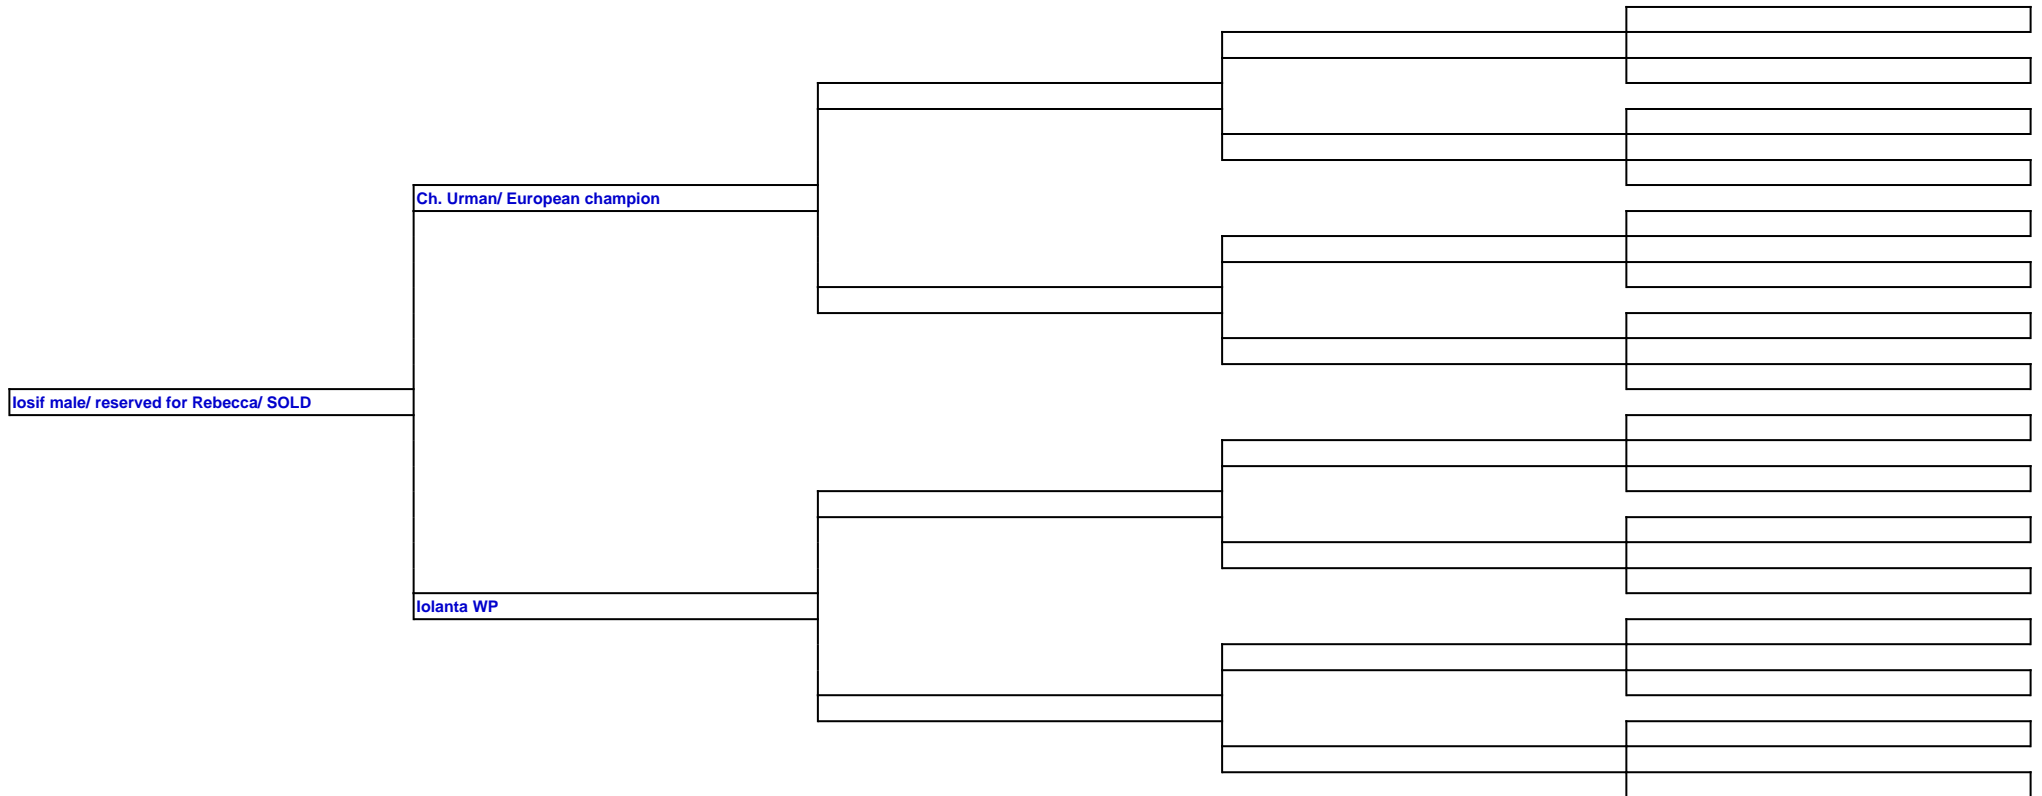 Ch. Urman/ European champion
Iosif male/ reserved for Rebecca/ SOLD
Iolanta WP